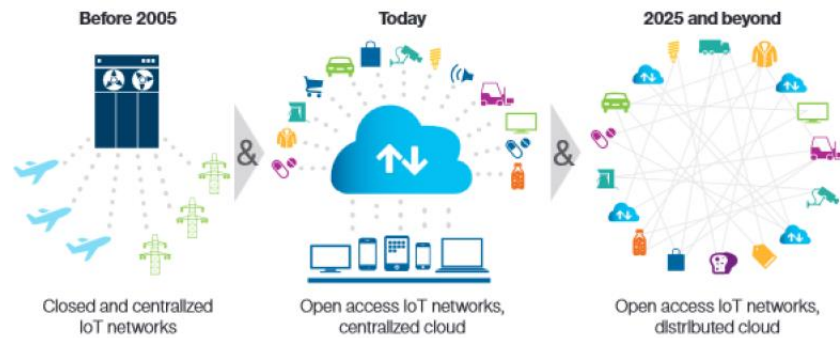 Before 2005
Today
2025 and beyond
&
&
Closed and centralized
IoT networks
Open access IoT networks,
centralized cloud
Open access IoT networks,
distributed cloud